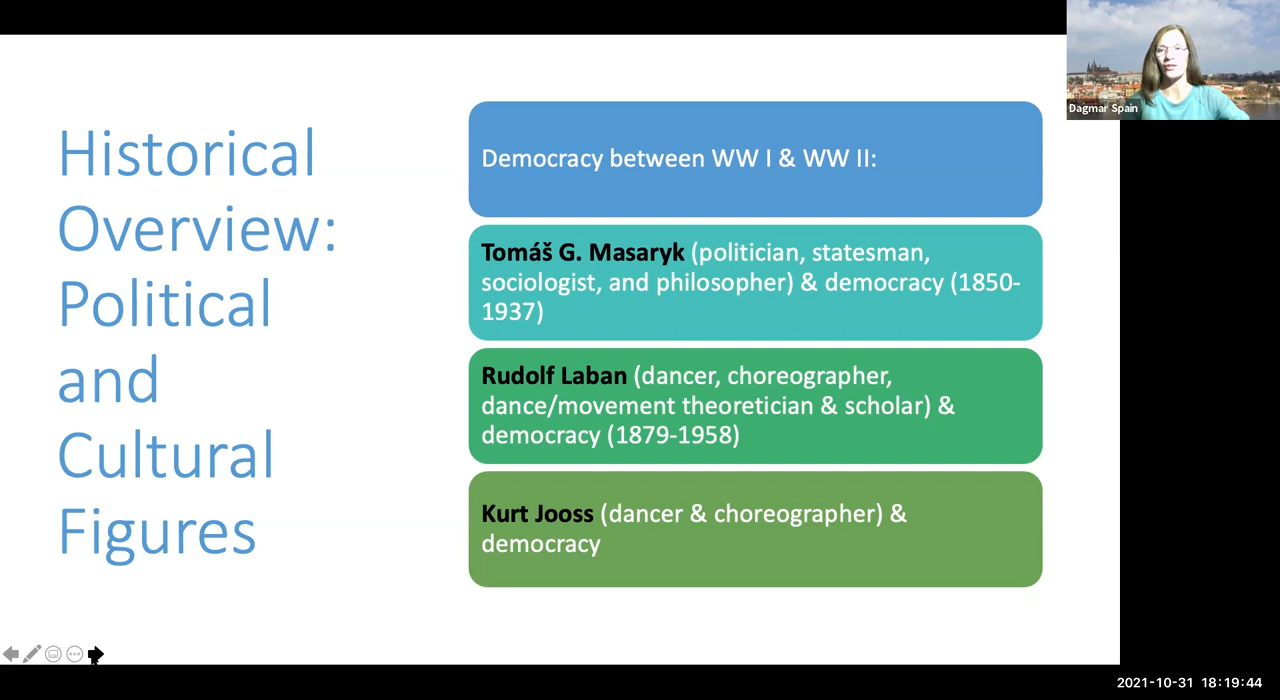 Historical
Overview:
Political
and
Cultural
Figures
Democracy between WW I & WW II:
Tomáš G. Masaryk (politician, statesman,
sociologist, and philosopher) & democracy (1850-
1937)
Rudolf Laban (dancer, choreographer,
dance/movement theoretician & scholar) &
democracy (1879-1958)
Kurt Jooss (dancer & choreographer) &
democracy
Dagmar Spain
2021-10-31 18:19:44